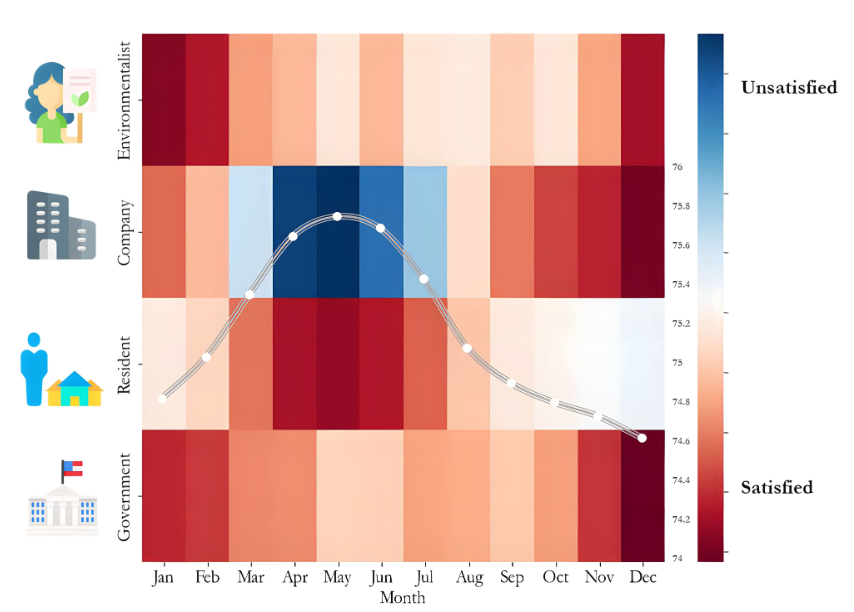 Environmentalist
Company
Resident
Government
Unsatisfied
Satisfied
76
75.8
75.6
75.4
75.2
75
74.8
74.6
74.4
74.2
74
Jan Feb Mar Apr May Jun Jul Aug Sep Oct Nov Dec
Month